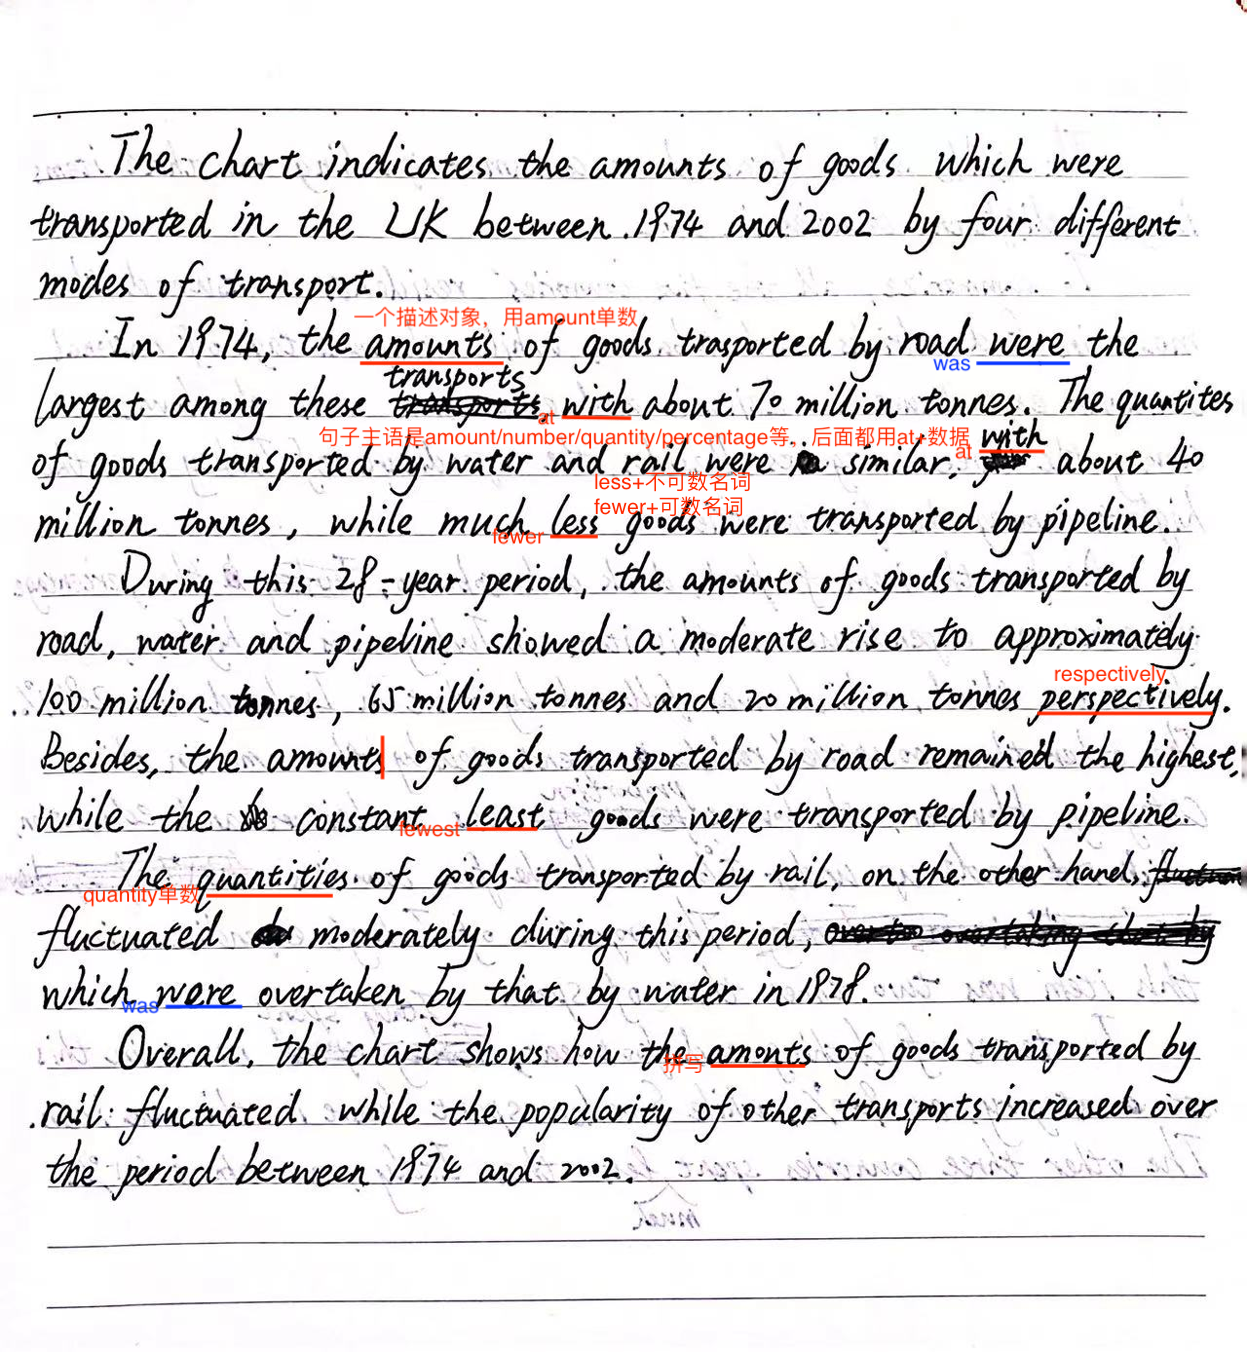 The chart indicates the amounts of goods which were
transported in the UK between 1974 and 2002 by four different
modes of transport.
一个描述对象，用amount单数
In 1974, the amounts of goods trasported by road were the
was
transports
largest among these transports with about 70 million tonnes. The quantites
at
句子主语是amount/number/quantity/percentage等，后面都用at+数据
with
of goods transported by water and rail were similar, about 40
at
less+不可数名词
fewer+可数名词
million tonnes, while much less goods were transported by pipeline.
fewer
During this 28-year period, the amounts of goods transported by
road, water and pipeline showed a moderate rise to approximately
respectively
100 million tonnes, 65 million tonnes and 20 million tonnes perspectively.
Besides, the amounts of goods transported by road remained the highest,
while the constant least goods were transported by pipeline.
fewest
The quantities of goods transported by rail, on the other hand,
quantity单数
fluctuated moderately during this period, overtaking that by
which were overtaken by that by water in 1978.
was
Overall, the chart shows how the amonts of goods transported by
拼写
rail fluctuated while the popularity of other transports increased over
the period between 1974 and 2002.